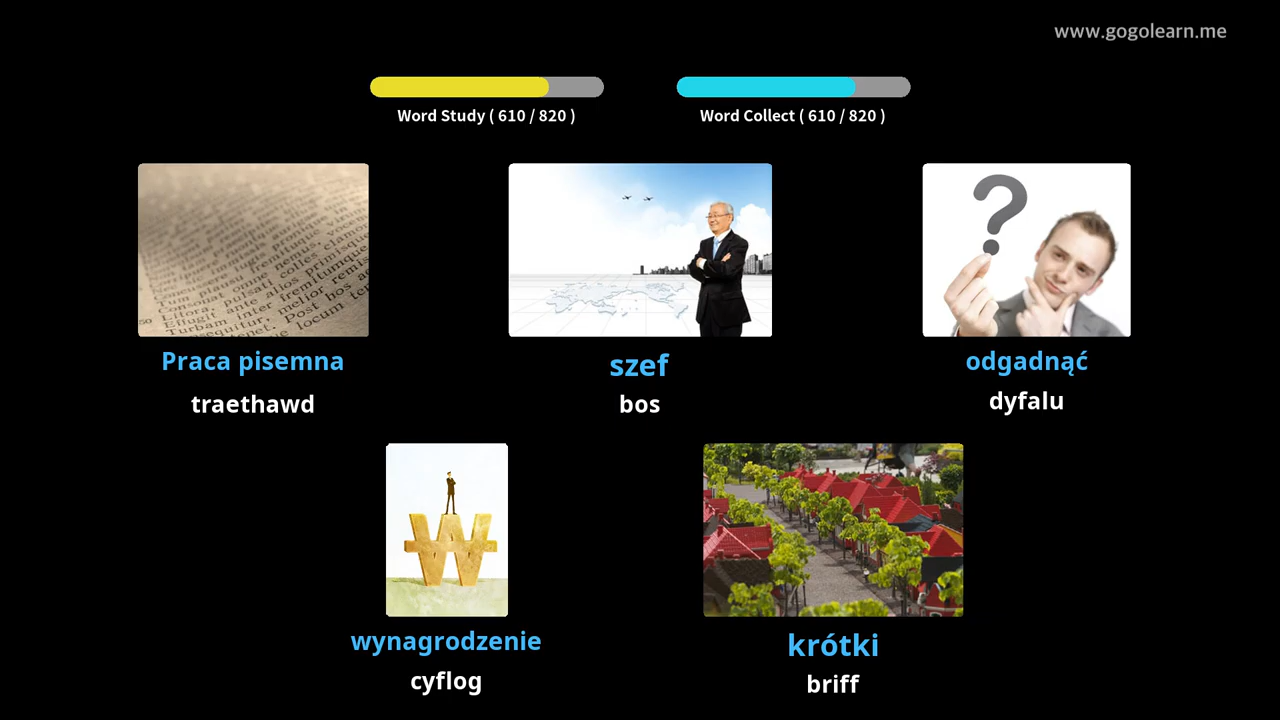 www.gogolearn.me
Word Study ( 610 / 820 )
Word Collect ( 610 / 820 )
Praca pisemna
traethawd
szef
bos
odgadnąć
dyfalu
wynagrodzenie
cyflog
krótki
briff